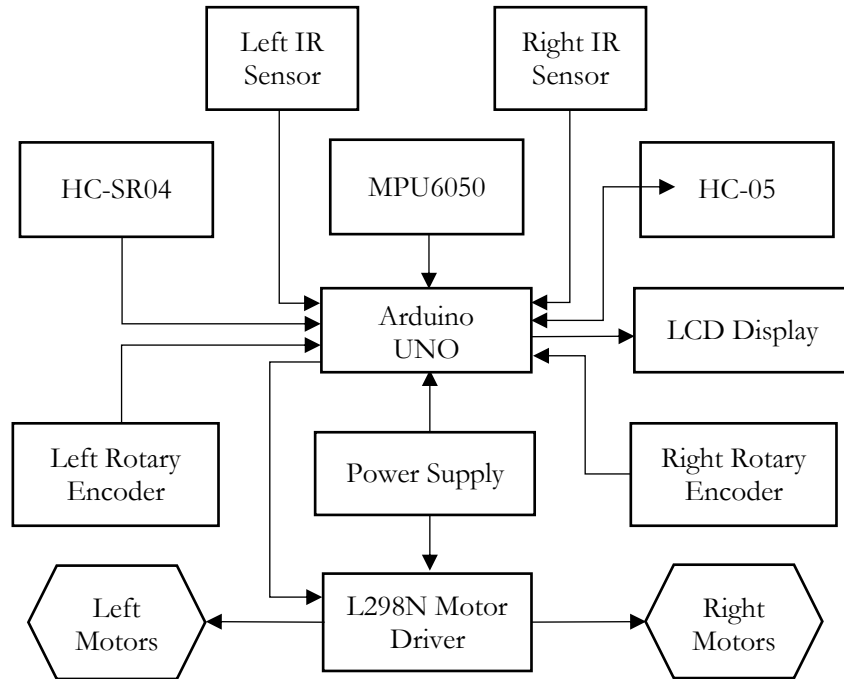 Left IR
Sensor
Right IR
Sensor
HC-SR04
MPU6050
HC-05
Arduino
UNO
LCD Display
Left Rotary
Encoder
Power Supply
Right Rotary
Encoder
Left
Motors
L298N Motor
Driver
Right
Motors